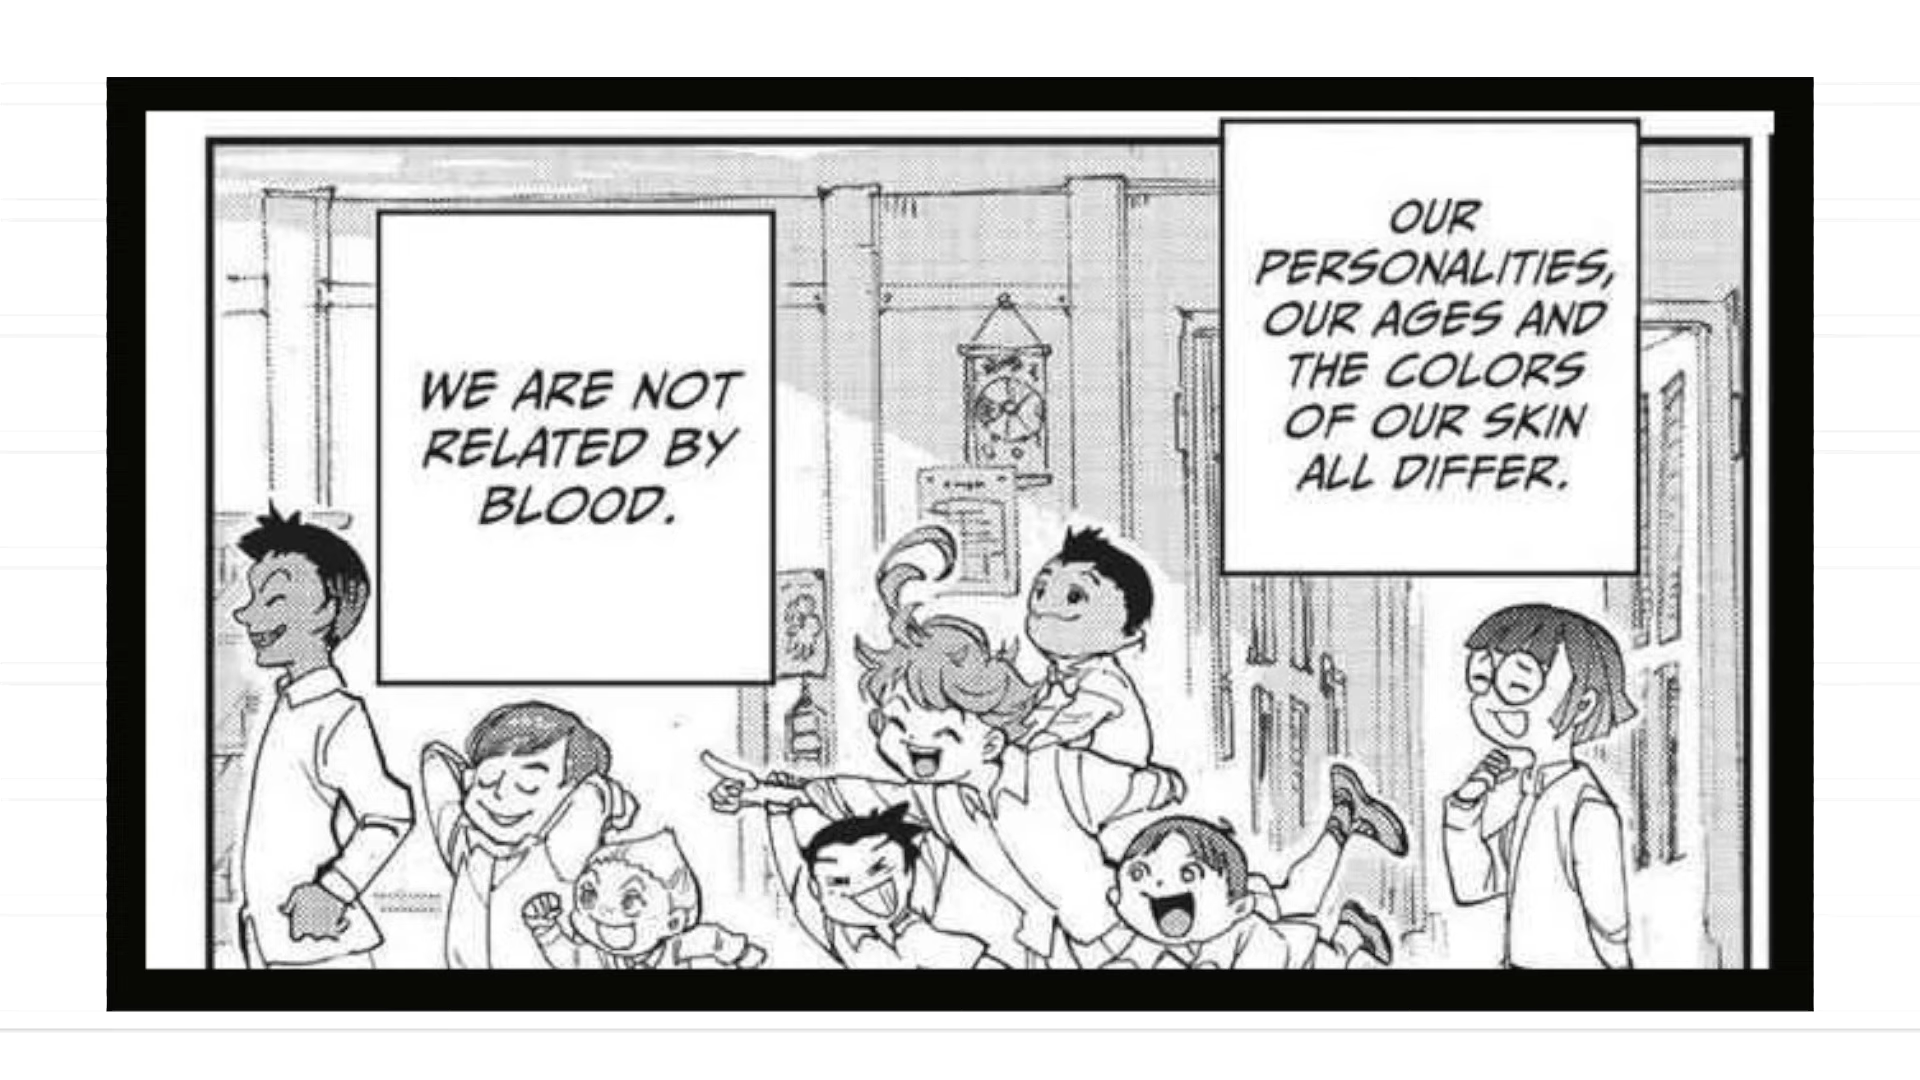 OUR
PERSONALITIES,
OUR AGES AND
THE COLORS
OF OUR SKIN
ALL DIFFER.
WE ARE NOT
RELATED BY
BLOOD.